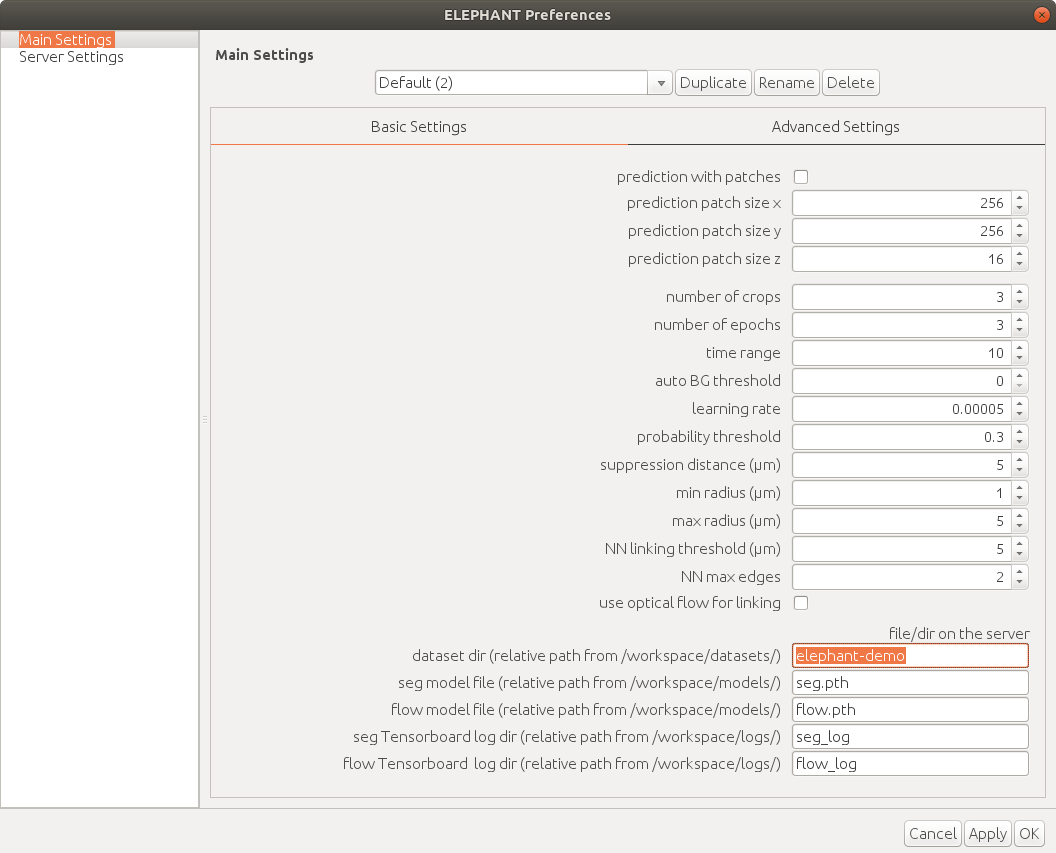 ELEPHANT Preferences
Main Settings
Server Settings
Main Settings
Default (2) Duplicate Rename Delete
Basic Settings Advanced Settings
prediction with patches
prediction patch size x 256
prediction patch size y 256
prediction patch size z 16
number of crops 3
number of epochs 3
time range 10
auto BG threshold 0
learning rate 0.00005
probability threshold 0.3
suppression distance (µm) 5
min radius (µm) 1
max radius (µm) 5
NN linking threshold (µm) 5
NN max edges 2
use optical flow for linking
file/dir on the server
dataset dir (relative path from /workspace/datasets/) elephant-demo
seg model file (relative path from /workspace/models/) seg.pth
flow model file (relative path from /workspace/models/) flow.pth
seg Tensorboard log dir (relative path from /workspace/logs/) seg_log
flow Tensorboard log dir (relative path from /workspace/logs/) flow_log
Cancel Apply OK